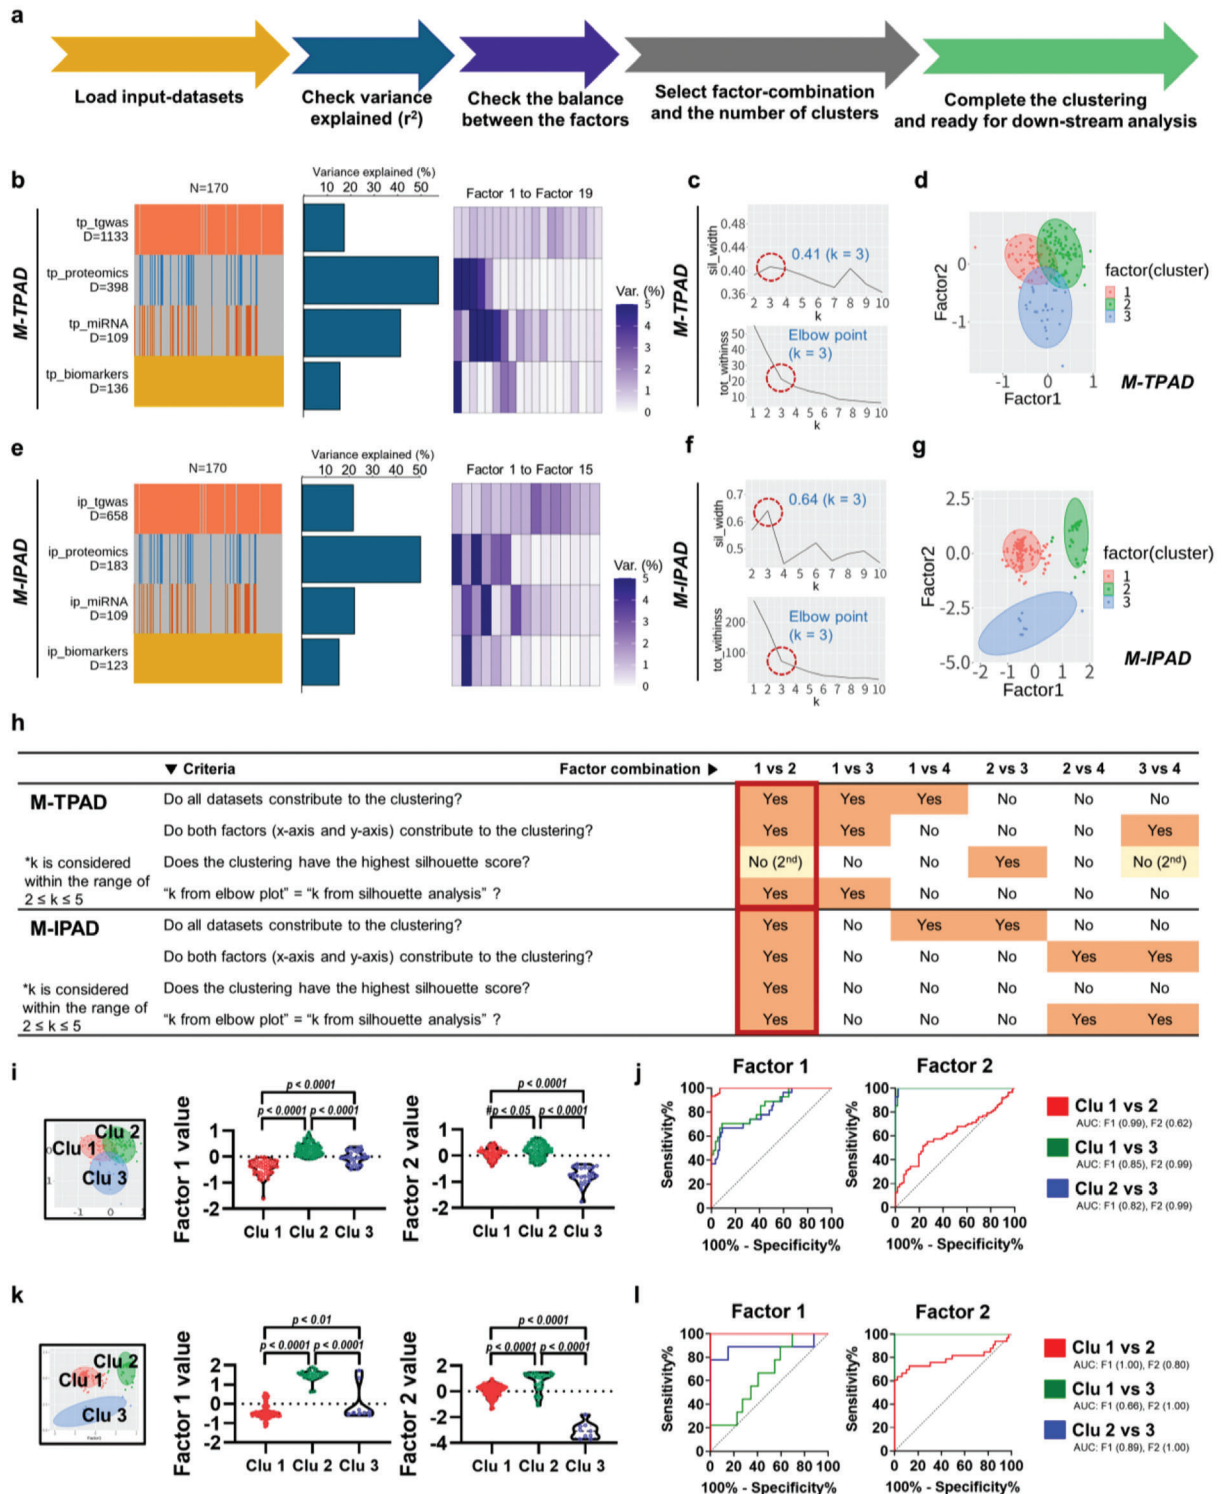 a
Load input-datasets
Check variance
explained (r²)
Check the balance
between the factors
Select factor-combination
and the number of clusters
Complete the clustering
and ready for down-stream analysis
b
M-TPAD
N=170
tp_tgwas
D=1133
tp_proteomics
D=398
tp_miRNA
D=109
tp_biomarkers
D=136
Variance explained (%)
10 20 30 40 50
Factor 1 to Factor 19
Var. (%)
5
4
3
2
1
0
c
M-TPAD
sil_width
0.48
0.44
0.40
0.36
0.41 (k = 3)
2 3 4 5 6 7 8 9 10
k
tot_withinss
50
40
30
20
10
Elbow point
(k = 3)
1 2 3 4 5 6 7 8 9 10
k
d
Factor2
0
-1
-1 0 1
Factor1
factor(cluster)
1
2
3
M-TPAD
e
M-IPAD
N=170
ip_tgwas
D=658
ip_proteomics
D=183
ip_miRNA
D=109
ip_biomarkers
D=123
Variance explained (%)
10 20 30 40 50
Factor 1 to Factor 15
Var. (%)
5
4
3
2
1
0
f
M-IPAD
sil_width
0.7
0.6
0.5
0.64 (k = 3)
2 3 4 5 6 7 8 9 10
k
tot_withinss
200
100
Elbow point
(k = 3)
1 2 3 4 5 6 7 8 9 10
k
g
Factor2
2.5
0.0
-2.5
-5.0
-2 -1 0 1 2
Factor1
factor(cluster)
1
2
3
M-IPAD
h
▼ Criteria Factor combination ▶ 1 vs 2 1 vs 3 1 vs 4 2 vs 3 2 vs 4 3 vs 4
M-TPAD Do all datasets contribute to the clustering? Yes Yes Yes No No No
Do both factors (x-axis and y-axis) contribute to the clustering? Yes Yes No No No Yes
*k is considered
within the range of
2 ≤ k ≤ 5
Does the clustering have the highest silhouette score? No (2nd) No No Yes No No (2nd)
"k from elbow plot" = "k from silhouette analysis" ? Yes Yes No No No No
M-IPAD Do all datasets contribute to the clustering? Yes No Yes Yes No No
Do both factors (x-axis and y-axis) contribute to the clustering? Yes No No No Yes Yes
*k is considered
within the range of
2 ≤ k ≤ 5
Does the clustering have the highest silhouette score? Yes No No No No No
"k from elbow plot" = "k from silhouette analysis" ? Yes No No No Yes Yes
i
Clu 2
Clu 1
Clu 3
-1 0 1
Factor 1 value
p < 0.0001
p < 0.0001 p < 0.0001
1
0
-1
-2
Clu 1 Clu 2 Clu 3
Factor 2 value
p < 0.0001
#p < 0.05 p < 0.0001
1
0
-1
-2
Clu 1 Clu 2 Clu 3
j
Factor 1
Sensitivity%
100
80
60
40
20
0
0 20 40 60 80 100
100% - Specificity%
Factor 2
Sensitivity%
100
80
60
40
20
0
0 20 40 60 80 100
100% - Specificity%
Clu 1 vs 2
AUC: F1 (0.99), F2 (0.62)
Clu 1 vs 3
AUC: F1 (0.85), F2 (0.99)
Clu 2 vs 3
AUC: F1 (0.82), F2 (0.99)
k
Clu 2
Clu 1
Clu 3
Factor 1 value
p < 0.01
p < 0.0001 p < 0.0001
2
1
0
-1
-2
Clu 1 Clu 2 Clu 3
Factor 2 value
p < 0.0001
p < 0.0001 p < 0.0001
2
0
-2
-4
Clu 1 Clu 2 Clu 3
l
Factor 1
Sensitivity%
100
80
60
40
20
0
0 20 40 60 80 100
100% - Specificity%
Factor 2
Sensitivity%
100
80
60
40
20
0
0 20 40 60 80 100
100% - Specificity%
Clu 1 vs 2
AUC: F1 (1.00), F2 (0.80)
Clu 1 vs 3
AUC: F1 (0.66), F2 (1.00)
Clu 2 vs 3
AUC: F1 (0.89), F2 (1.00)